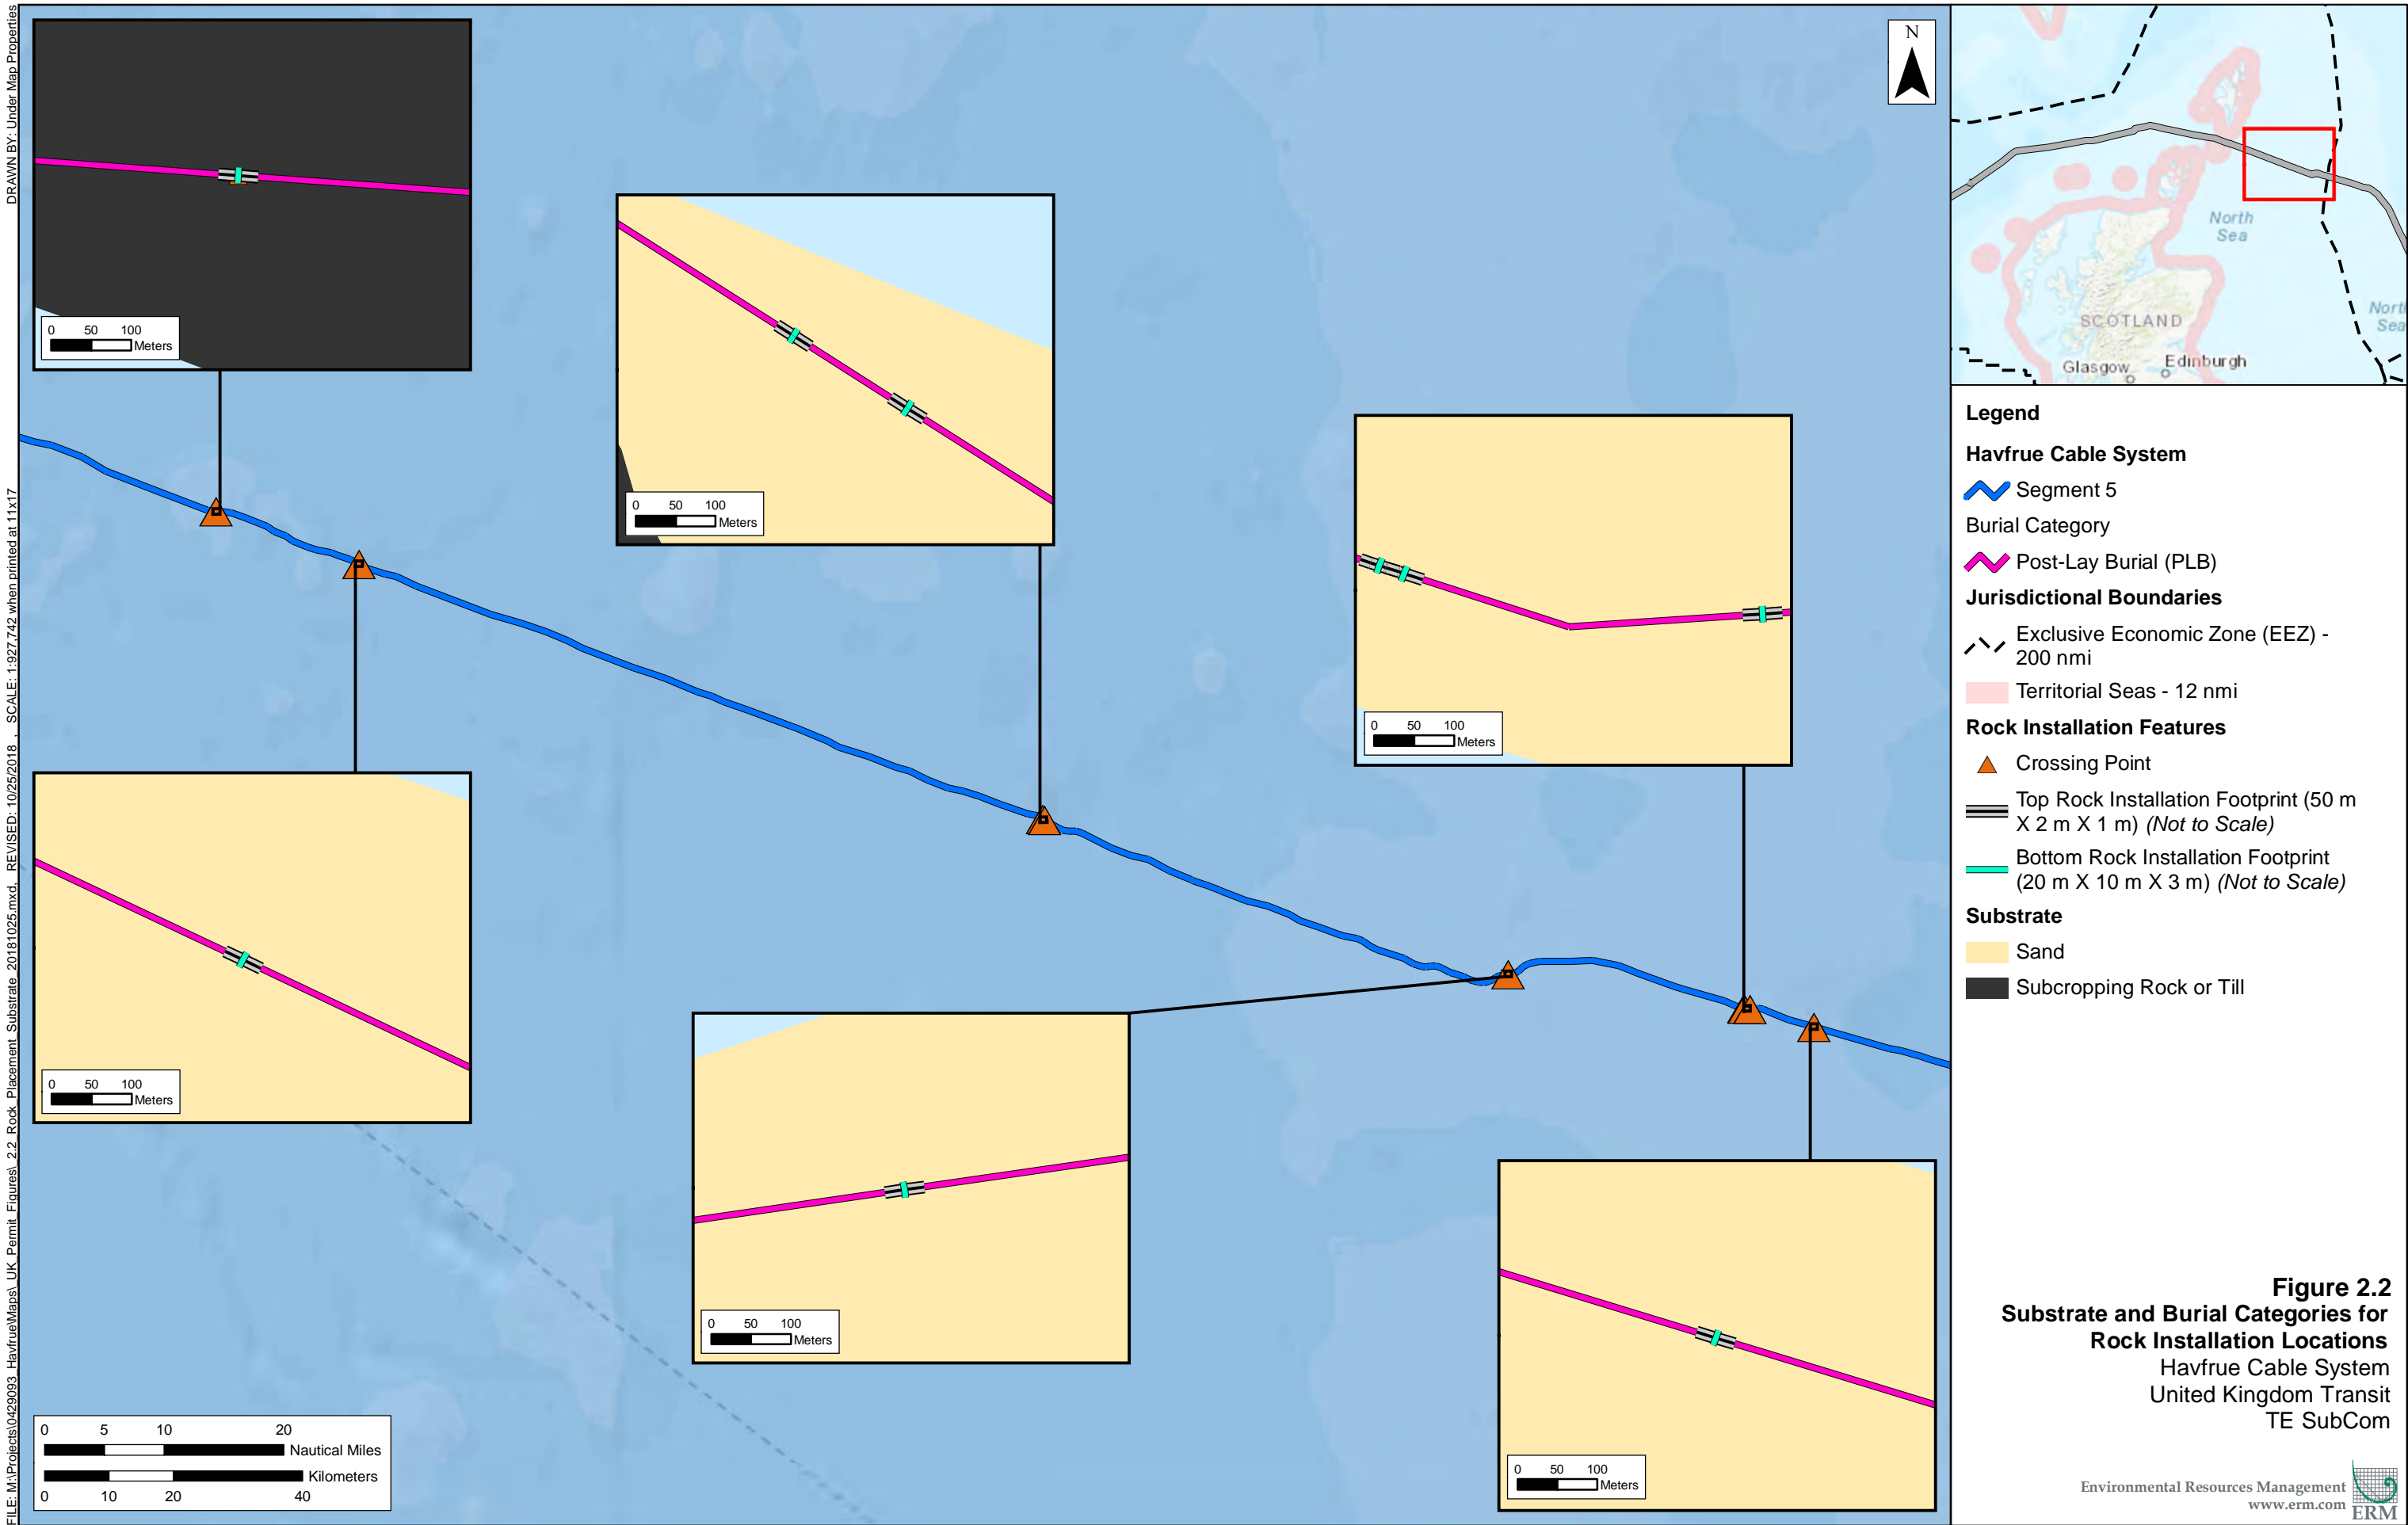 DRAWN BY: Under Map Properties
FILE: M:\Projects\0429093_Havfrue\Maps\_UK_Permit_Figures\_2.2_Rock_Placement_Substrate_20181025.mxd, REVISED: 10/25/2018 , SCALE: 1:927,742 when printed at 11x17
N
0 50 100
Meters
0 50 100
Meters
0 50 100
Meters
0 50 100
Meters
0 50 100
Meters
0 50 100
Meters
0 5 10 20
Nautical Miles
Kilometers
0 10 20 40
North
Sea
SCOTLAND
Glasgow
Edinburgh
Legend
Havfrue Cable System
Segment 5
Burial Category
Post-Lay Burial (PLB)
Jurisdictional Boundaries
Exclusive Economic Zone (EEZ) -
200 nmi
Territorial Seas - 12 nmi
Rock Installation Features
Crossing Point
Top Rock Installation Footprint (50 m
X 2 m X 1 m) (Not to Scale)
Bottom Rock Installation Footprint
(20 m X 10 m X 3 m) (Not to Scale)
Substrate
Sand
Subcropping Rock or Till
Figure 2.2
Substrate and Burial Categories for
Rock Installation Locations
Havfrue Cable System
United Kingdom Transit
TE SubCom
Environmental Resources Management
www.erm.com
ERM